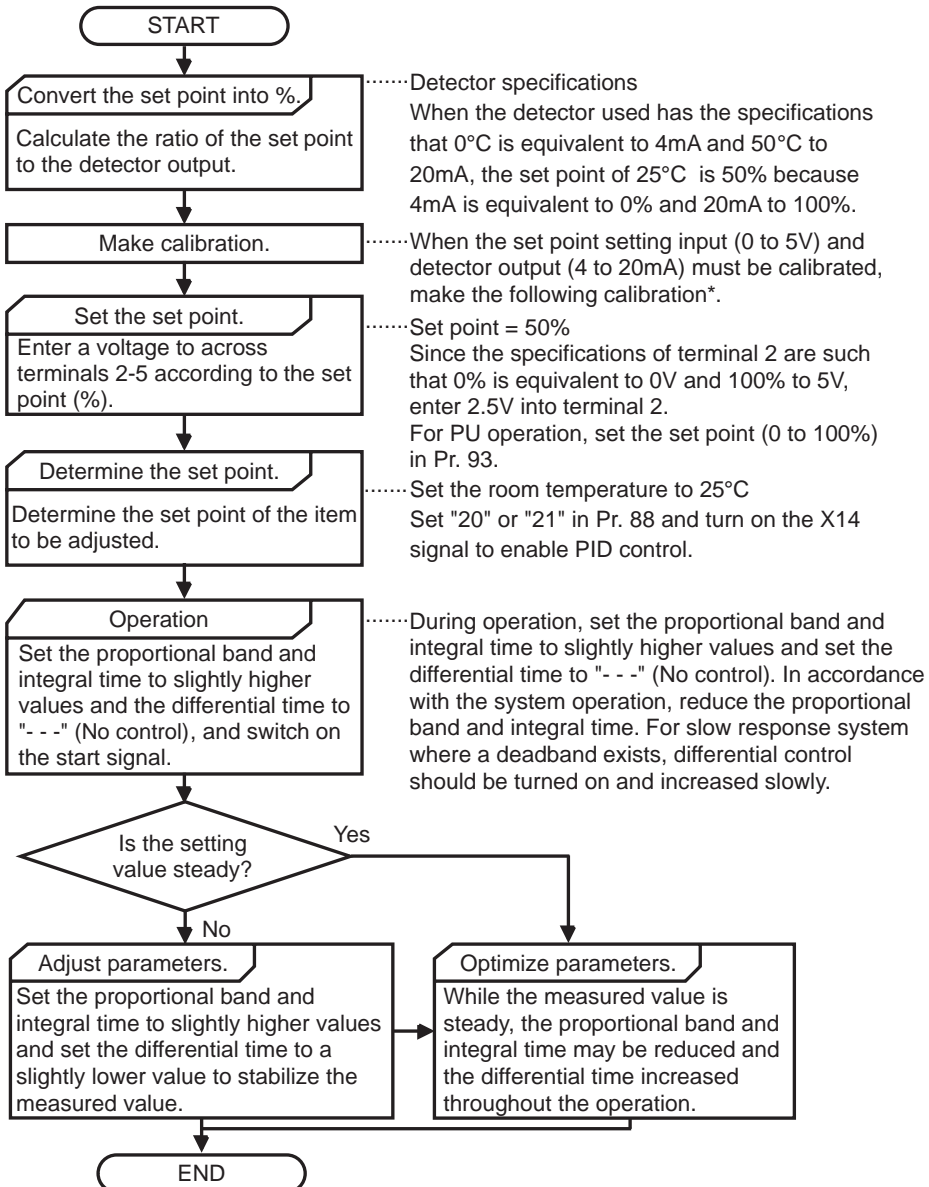 START
Convert the set point into %.
Calculate the ratio of the set point
to the detector output.
·······Detector specifications
When the detector used has the specifications
that 0°C is equivalent to 4mA and 50°C to
20mA, the set point of 25°C is 50% because
4mA is equivalent to 0% and 20mA to 100%.
Make calibration.
·······When the set point setting input (0 to 5V) and
detector output (4 to 20mA) must be calibrated,
make the following calibration*.
Set the set point.
Enter a voltage to across
terminals 2-5 according to the set
point (%).
·······Set point = 50%
Since the specifications of terminal 2 are such
that 0% is equivalent to 0V and 100% to 5V,
enter 2.5V into terminal 2.
For PU operation, set the set point (0 to 100%)
in Pr. 93.
Determine the set point.
Determine the set point of the item
to be adjusted.
·······Set the room temperature to 25°C
Set "20" or "21" in Pr. 88 and turn on the X14
signal to enable PID control.
Operation
Set the proportional band and
integral time to slightly higher
values and the differential time to
"- - -" (No control), and switch on
the start signal.
·······During operation, set the proportional band and
integral time to slightly higher values and set the
differential time to "- - -" (No control). In accordance
with the system operation, reduce the proportional
band and integral time. For slow response system
where a deadband exists, differential control
should be turned on and increased slowly.
Is the setting
value steady?
Yes
No
Adjust parameters.
Set the proportional band and
integral time to slightly higher values
and set the differential time to a
slightly lower value to stabilize the
measured value.
Optimize parameters.
While the measured value is
steady, the proportional band and
integral time may be reduced and
the differential time increased
throughout the operation.
END